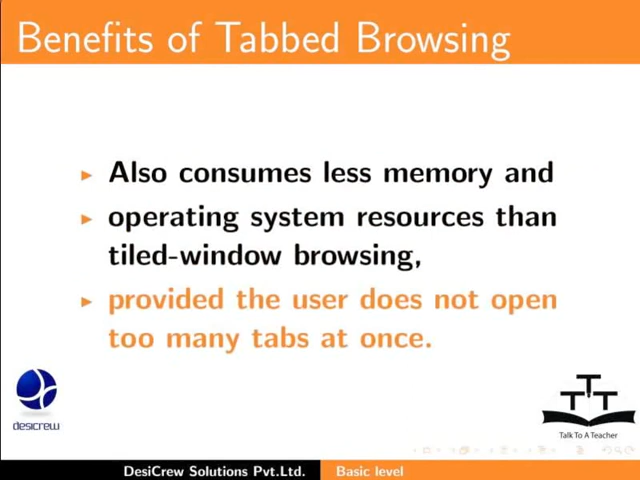 Benefits of Tabbed Browsing
Also consumes less memory and
operating system resources than
tiled-window browsing,
provided the user does not open
too many tabs at once.
desicrew
TTT
Talk To A Teacher
DesiCrew Solutions Pvt.Ltd.
Basic level